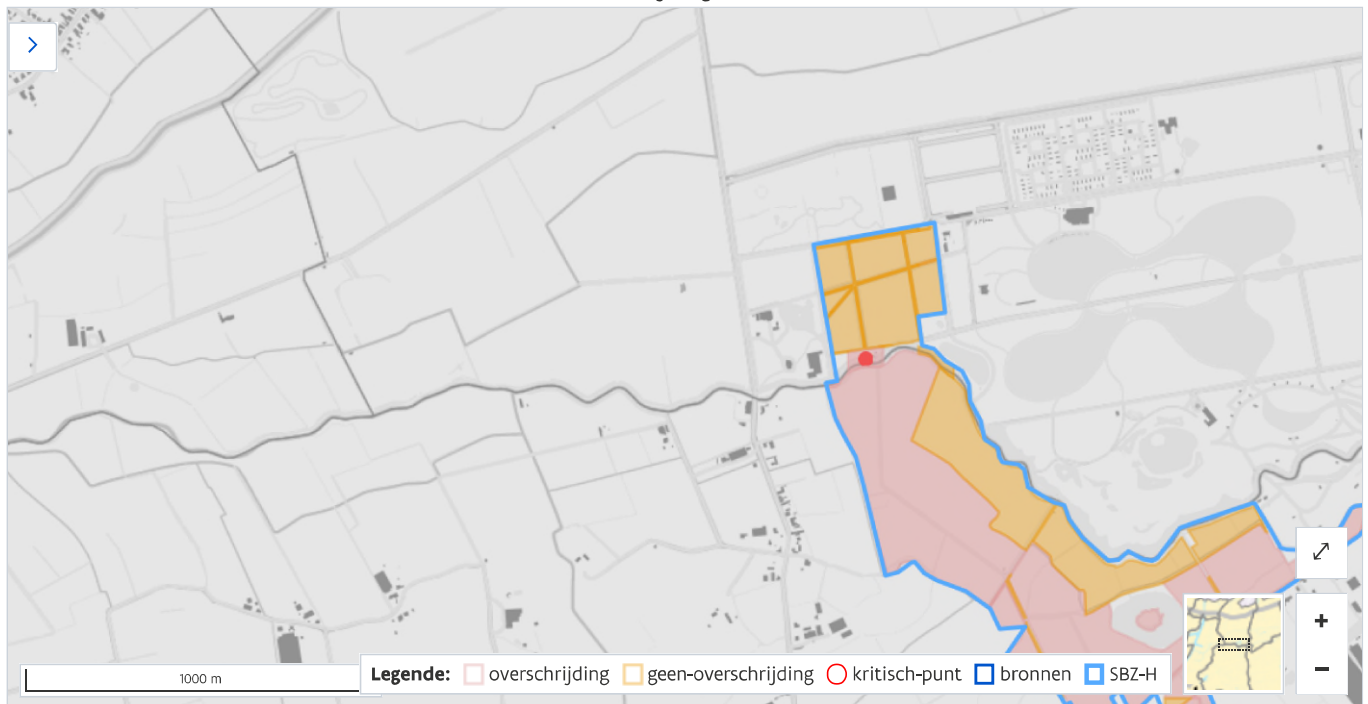 1000 m
Legende: overschrijding geen-overschrijding kritisch-punt bronnen SBZ-H
+
−